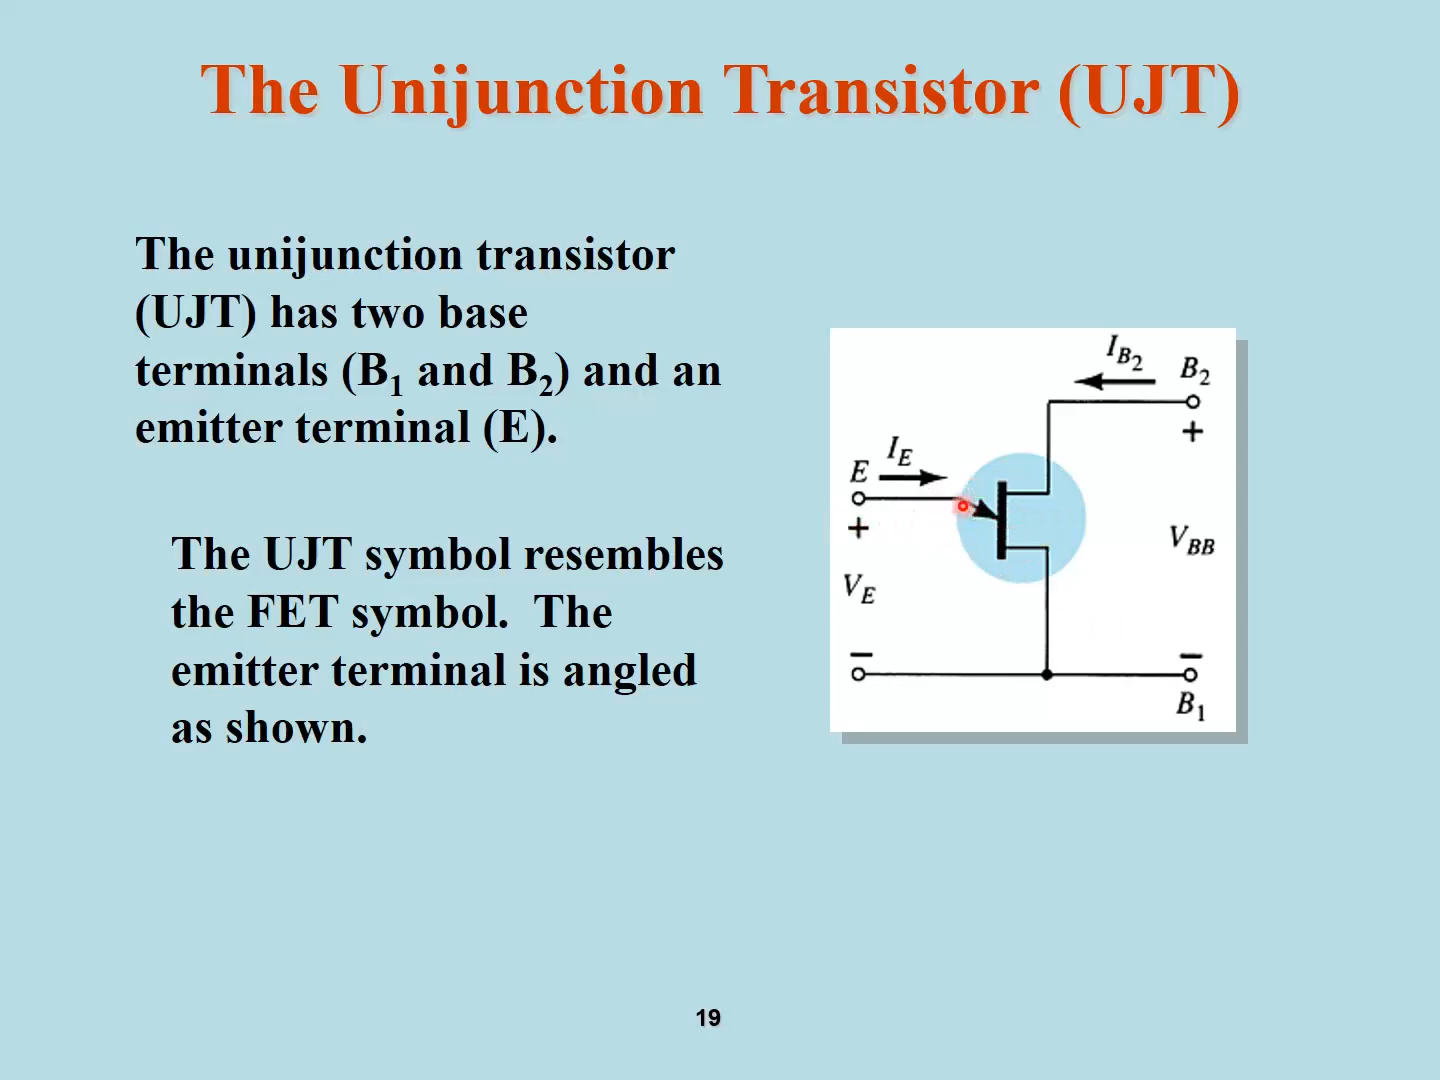 The Unijunction Transistor (UJT)
The unijunction transistor
(UJT) has two base
terminals (B₁ and B₂) and an
emitter terminal (E).
The UJT symbol resembles
the FET symbol.  The
emitter terminal is angled
as shown.
I_B₂
B₂
+
I_E
E
+
V_BB
V_E
–
–
B₁
19